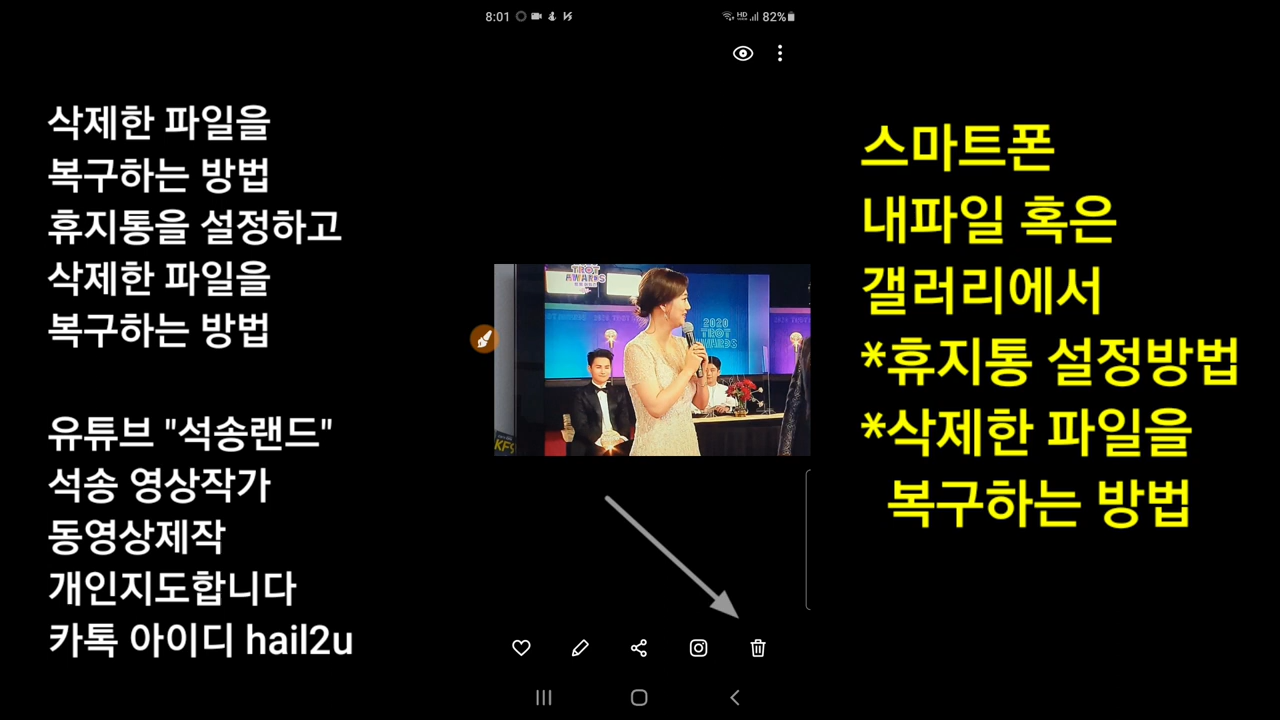 삭제한 파일을
복구하는 방법
휴지통을 설정하고
삭제한 파일을
복구하는 방법
유튜브 "석송랜드"
석송 영상작가
동영상제작
개인지도합니다
카톡 아이디 hail2u
8:01
HD
82%
TROT
AWARDS
2020
TROT
AWARDS
스마트폰
내파일 혹은
갤러리에서
*휴지통 설정방법
*삭제한 파일을
복구하는 방법